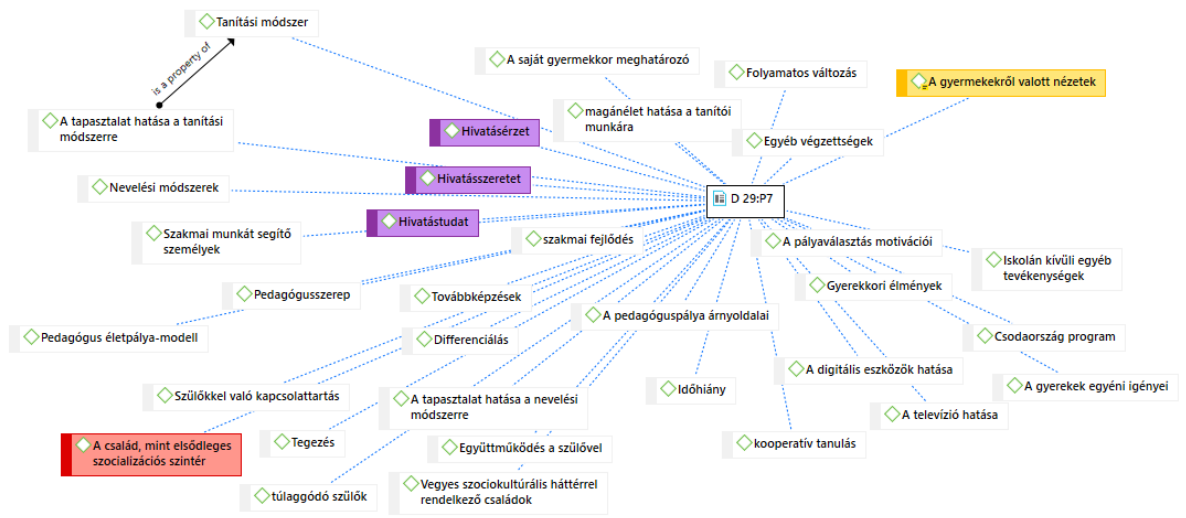 Tanítási módszer
is a property of
A saját gyermekkor meghatározó
Folyamatos változás
A gyermekekről valott nézetek
A tapasztalat hatása a tanítási
módszerre
magánélet hatása a tanítói
munkára
Hivatásérzet
Egyéb végzettségek
Nevelési módszerek
Hivatásszeretet
D 29:P7
Hivatástudat
Szakmai munkát segítő
személyek
szakmai fejlődés
A pályaválasztás motivációi
Iskolán kívüli egyéb
tevékenységek
Pedagógusszerep
Továbbképzések
Gyerekkori élmények
A pedagóguspálya árnyoldalai
Pedagógus életpálya-modell
Differenciálás
Csodaország program
A digitális eszközök hatása
Szülőkkel való kapcsolattartás
A tapasztalat hatása a nevelési
módszerre
Időhiány
A gyerekek egyéni igényei
A televízió hatása
A család, mint elsődleges
szocializációs szintér
Tegezés
Együttműködés a szülővel
kooperatív tanulás
túlaggódó szülők
Vegyes szociokultúrális háttérrel
rendelkező családok